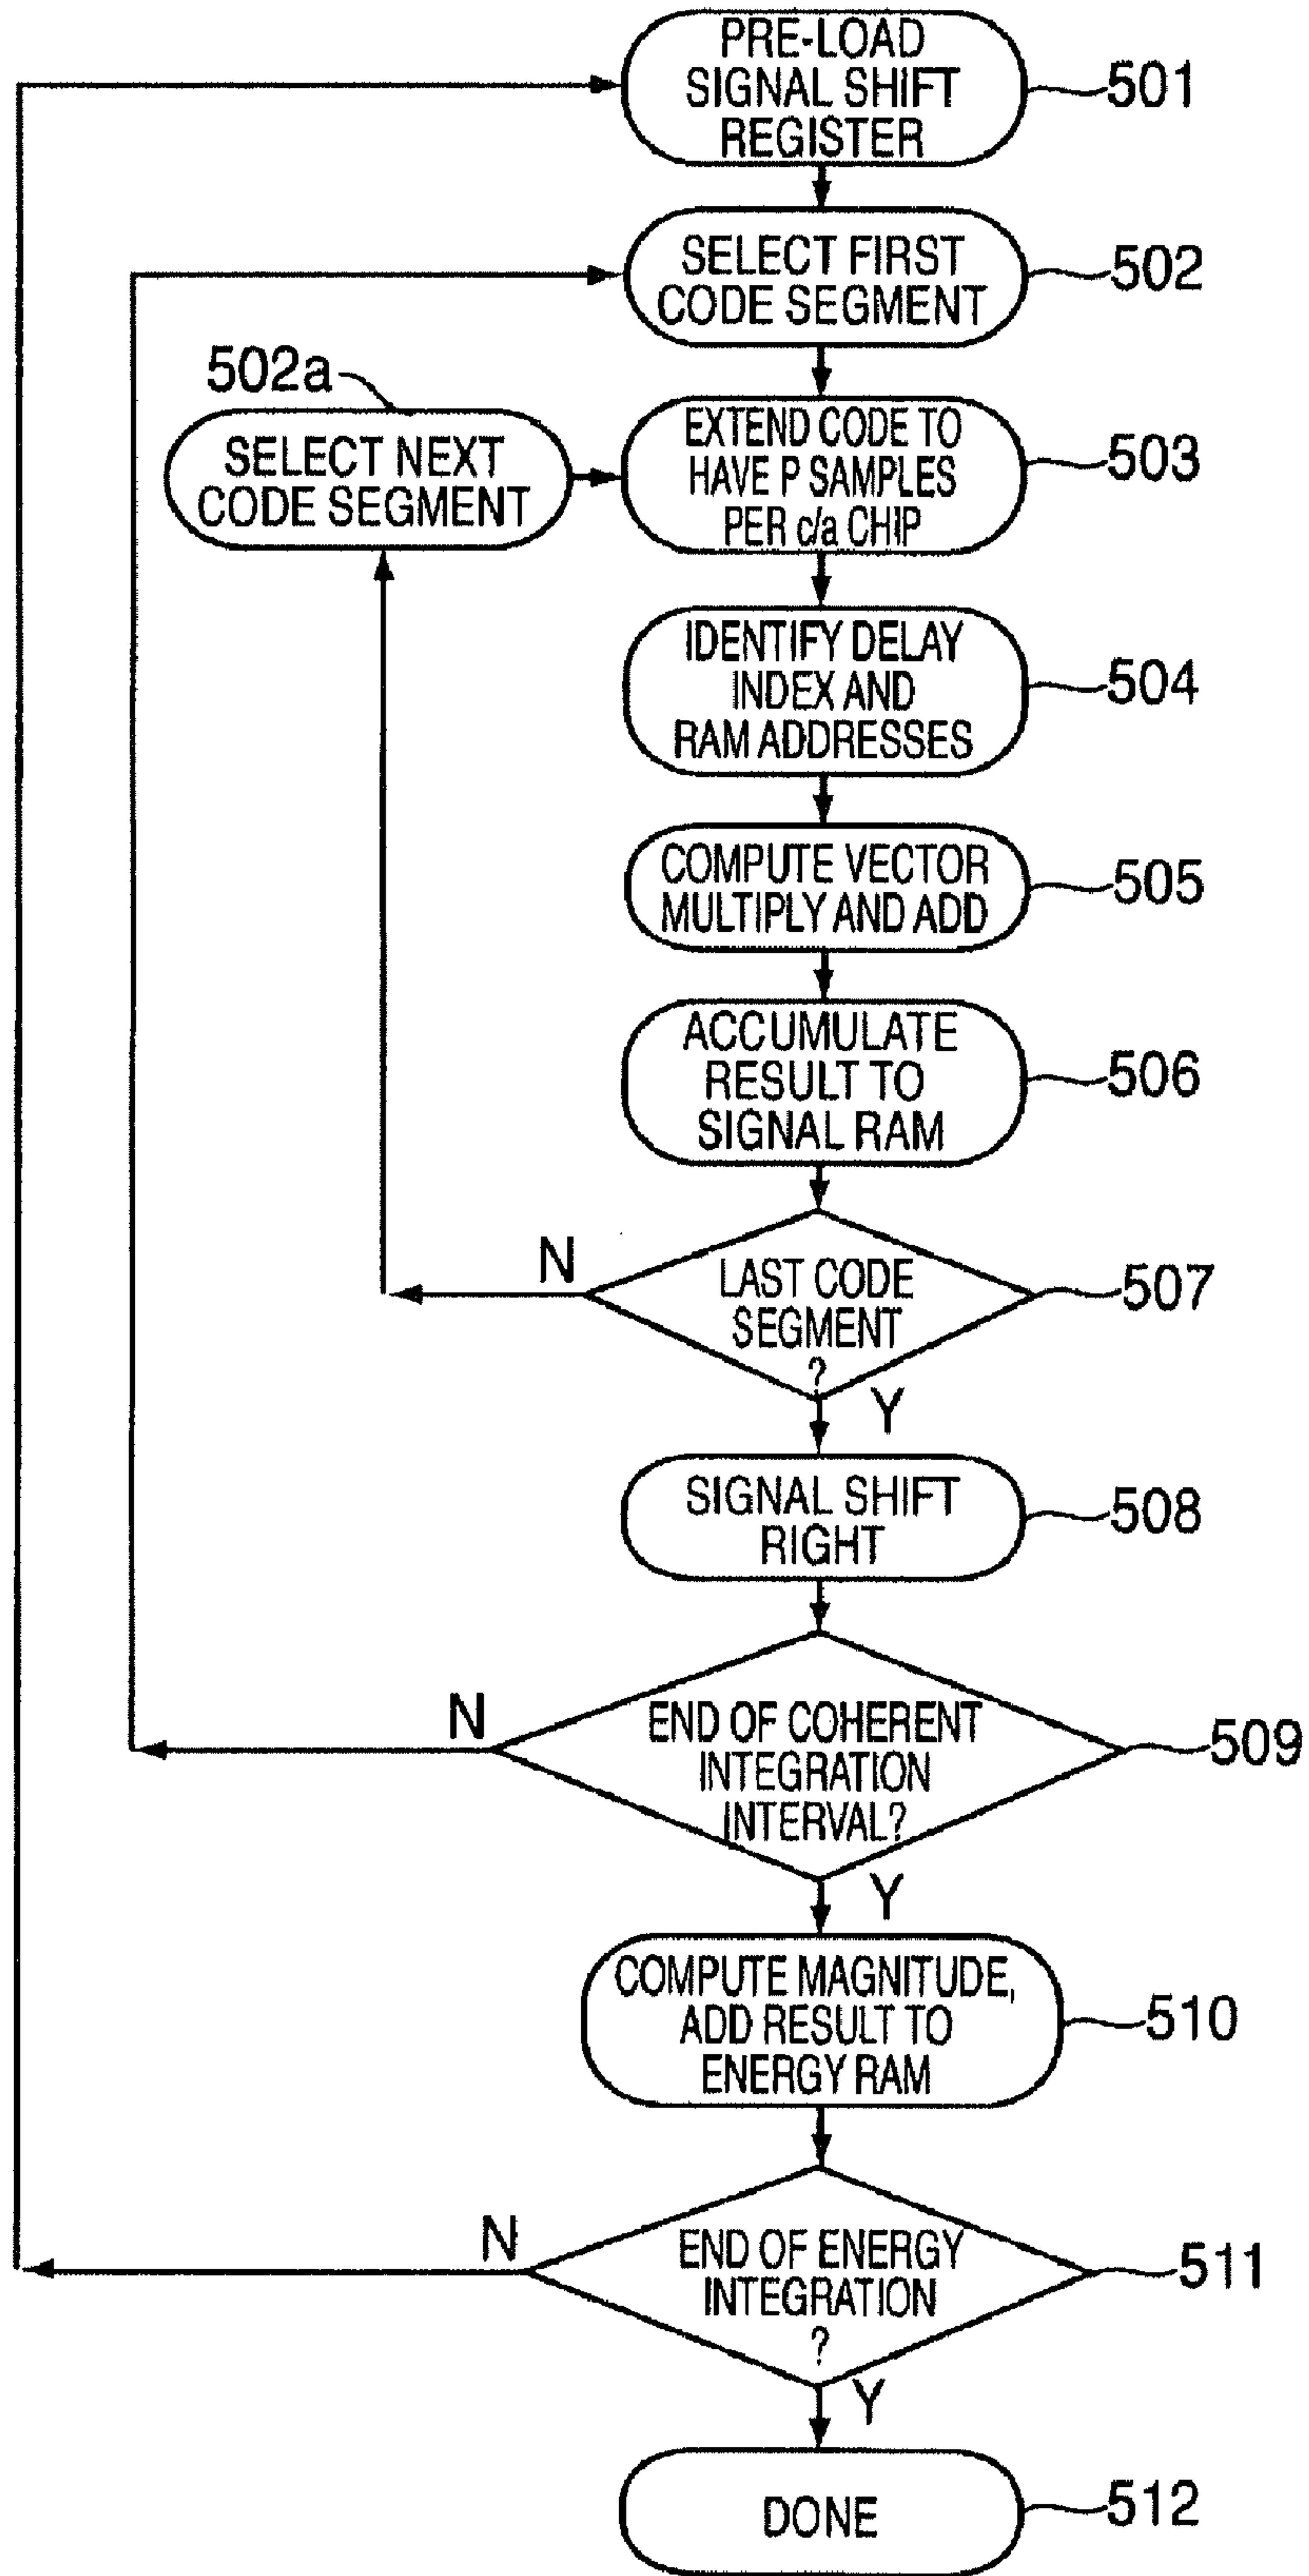 PRE-LOAD
SIGNAL SHIFT
REGISTER
501
SELECT FIRST
CODE SEGMENT
502
502a
SELECT NEXT
CODE SEGMENT
EXTEND CODE TO
HAVE P SAMPLES
PER c/a CHIP
503
IDENTIFY DELAY
INDEX AND
RAM ADDRESSES
504
COMPUTE VECTOR
MULTIPLY AND ADD
505
ACCUMULATE
RESULT TO
SIGNAL RAM
506
N
LAST CODE
SEGMENT
?
507
Y
SIGNAL SHIFT
RIGHT
508
N
END OF COHERENT
INTEGRATION
INTERVAL?
509
Y
COMPUTE MAGNITUDE,
ADD RESULT TO
ENERGY RAM
510
N
END OF ENERGY
INTEGRATION
?
511
Y
DONE
512